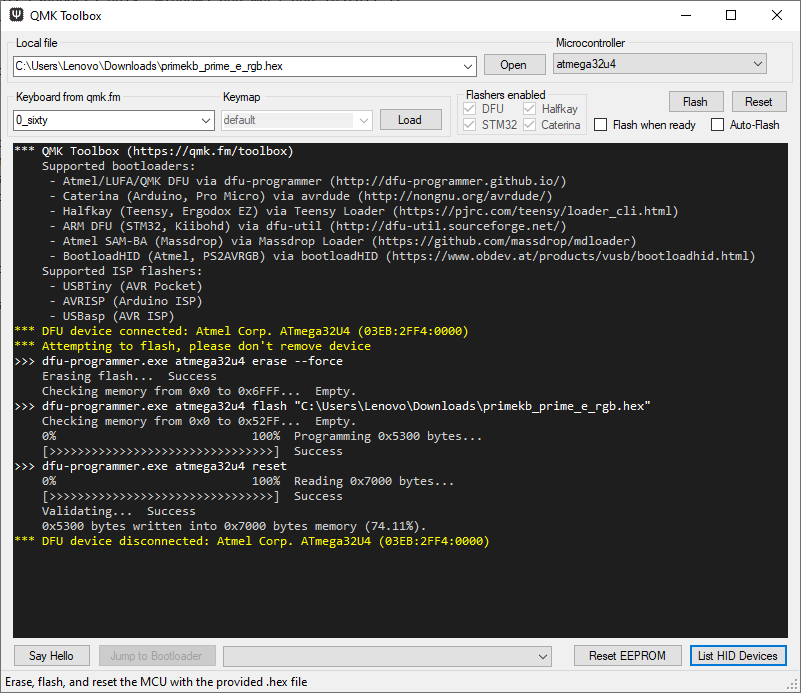 QMK Toolbox
Local file
Microcontroller
C:\Users\Lenovo\Downloads\primekb_prime_e_rgb.hex
Open
atmega32u4
Keyboard from qmk.fm
Keymap
Flashers enabled
0_sixty
default
Load
DFU
Halfkay
STM32
Caterina
Flash
Reset
Flash when ready
Auto-Flash
*** QMK Toolbox (https://qmk.fm/toolbox)
Supported bootloaders:
- Atmel/LUFA/QMK DFU via dfu-programmer (http://dfu-programmer.github.io/)
- Caterina (Arduino, Pro Micro) via avrdude (http://nongnu.org/avrdude/)
- Halfkay (Teensy, Ergodox EZ) via Teensy Loader (https://pjrc.com/teensy/loader_cli.html)
- ARM DFU (STM32, Kiibohd) via dfu-util (http://dfu-util.sourceforge.net/)
- Atmel SAM-BA (Massdrop) via Massdrop Loader (https://github.com/massdrop/mdloader)
- BootloadHID (Atmel, PS2AVRGB) via bootloadHID (https://www.obdev.at/products/vusb/bootloadhid.html)
Supported ISP flashers:
- USBTiny (AVR Pocket)
- AVRISP (Arduino ISP)
- USBasp (AVR ISP)
*** DFU device connected: Atmel Corp. ATmega32U4 (03EB:2FF4:0000)
*** Attempting to flash, please don't remove device
>>> dfu-programmer.exe atmega32u4 erase --force
Erasing flash... Success
Checking memory from 0x0 to 0x6FFF... Empty.
>>> dfu-programmer.exe atmega32u4 flash "C:\Users\Lenovo\Downloads\primekb_prime_e_rgb.hex"
Checking memory from 0x0 to 0x52FF... Empty.
0% 100% Programming 0x5300 bytes...
[>>>>>>>>>>>>>>>>>>>>>>>>>>>>>>>>] Success
>>> dfu-programmer.exe atmega32u4 reset
0% 100% Reading 0x7000 bytes...
[>>>>>>>>>>>>>>>>>>>>>>>>>>>>>>>>] Success
Validating... Success
0x5300 bytes written into 0x7000 bytes memory (74.11%).
*** DFU device disconnected: Atmel Corp. ATmega32U4 (03EB:2FF4:0000)
Say Hello
Jump to Bootloader
Reset EEPROM
List HID Devices
Erase, flash, and reset the MCU with the provided .hex file